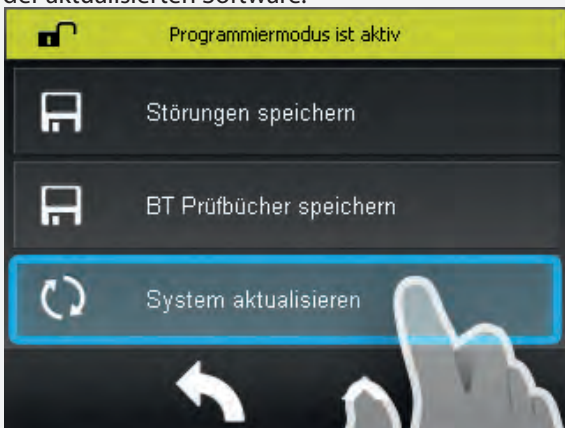 der aktualisierten Software.
Programmiermodus ist aktiv
Störungen speichern
BT Prüfbücher speichern
System aktualisieren